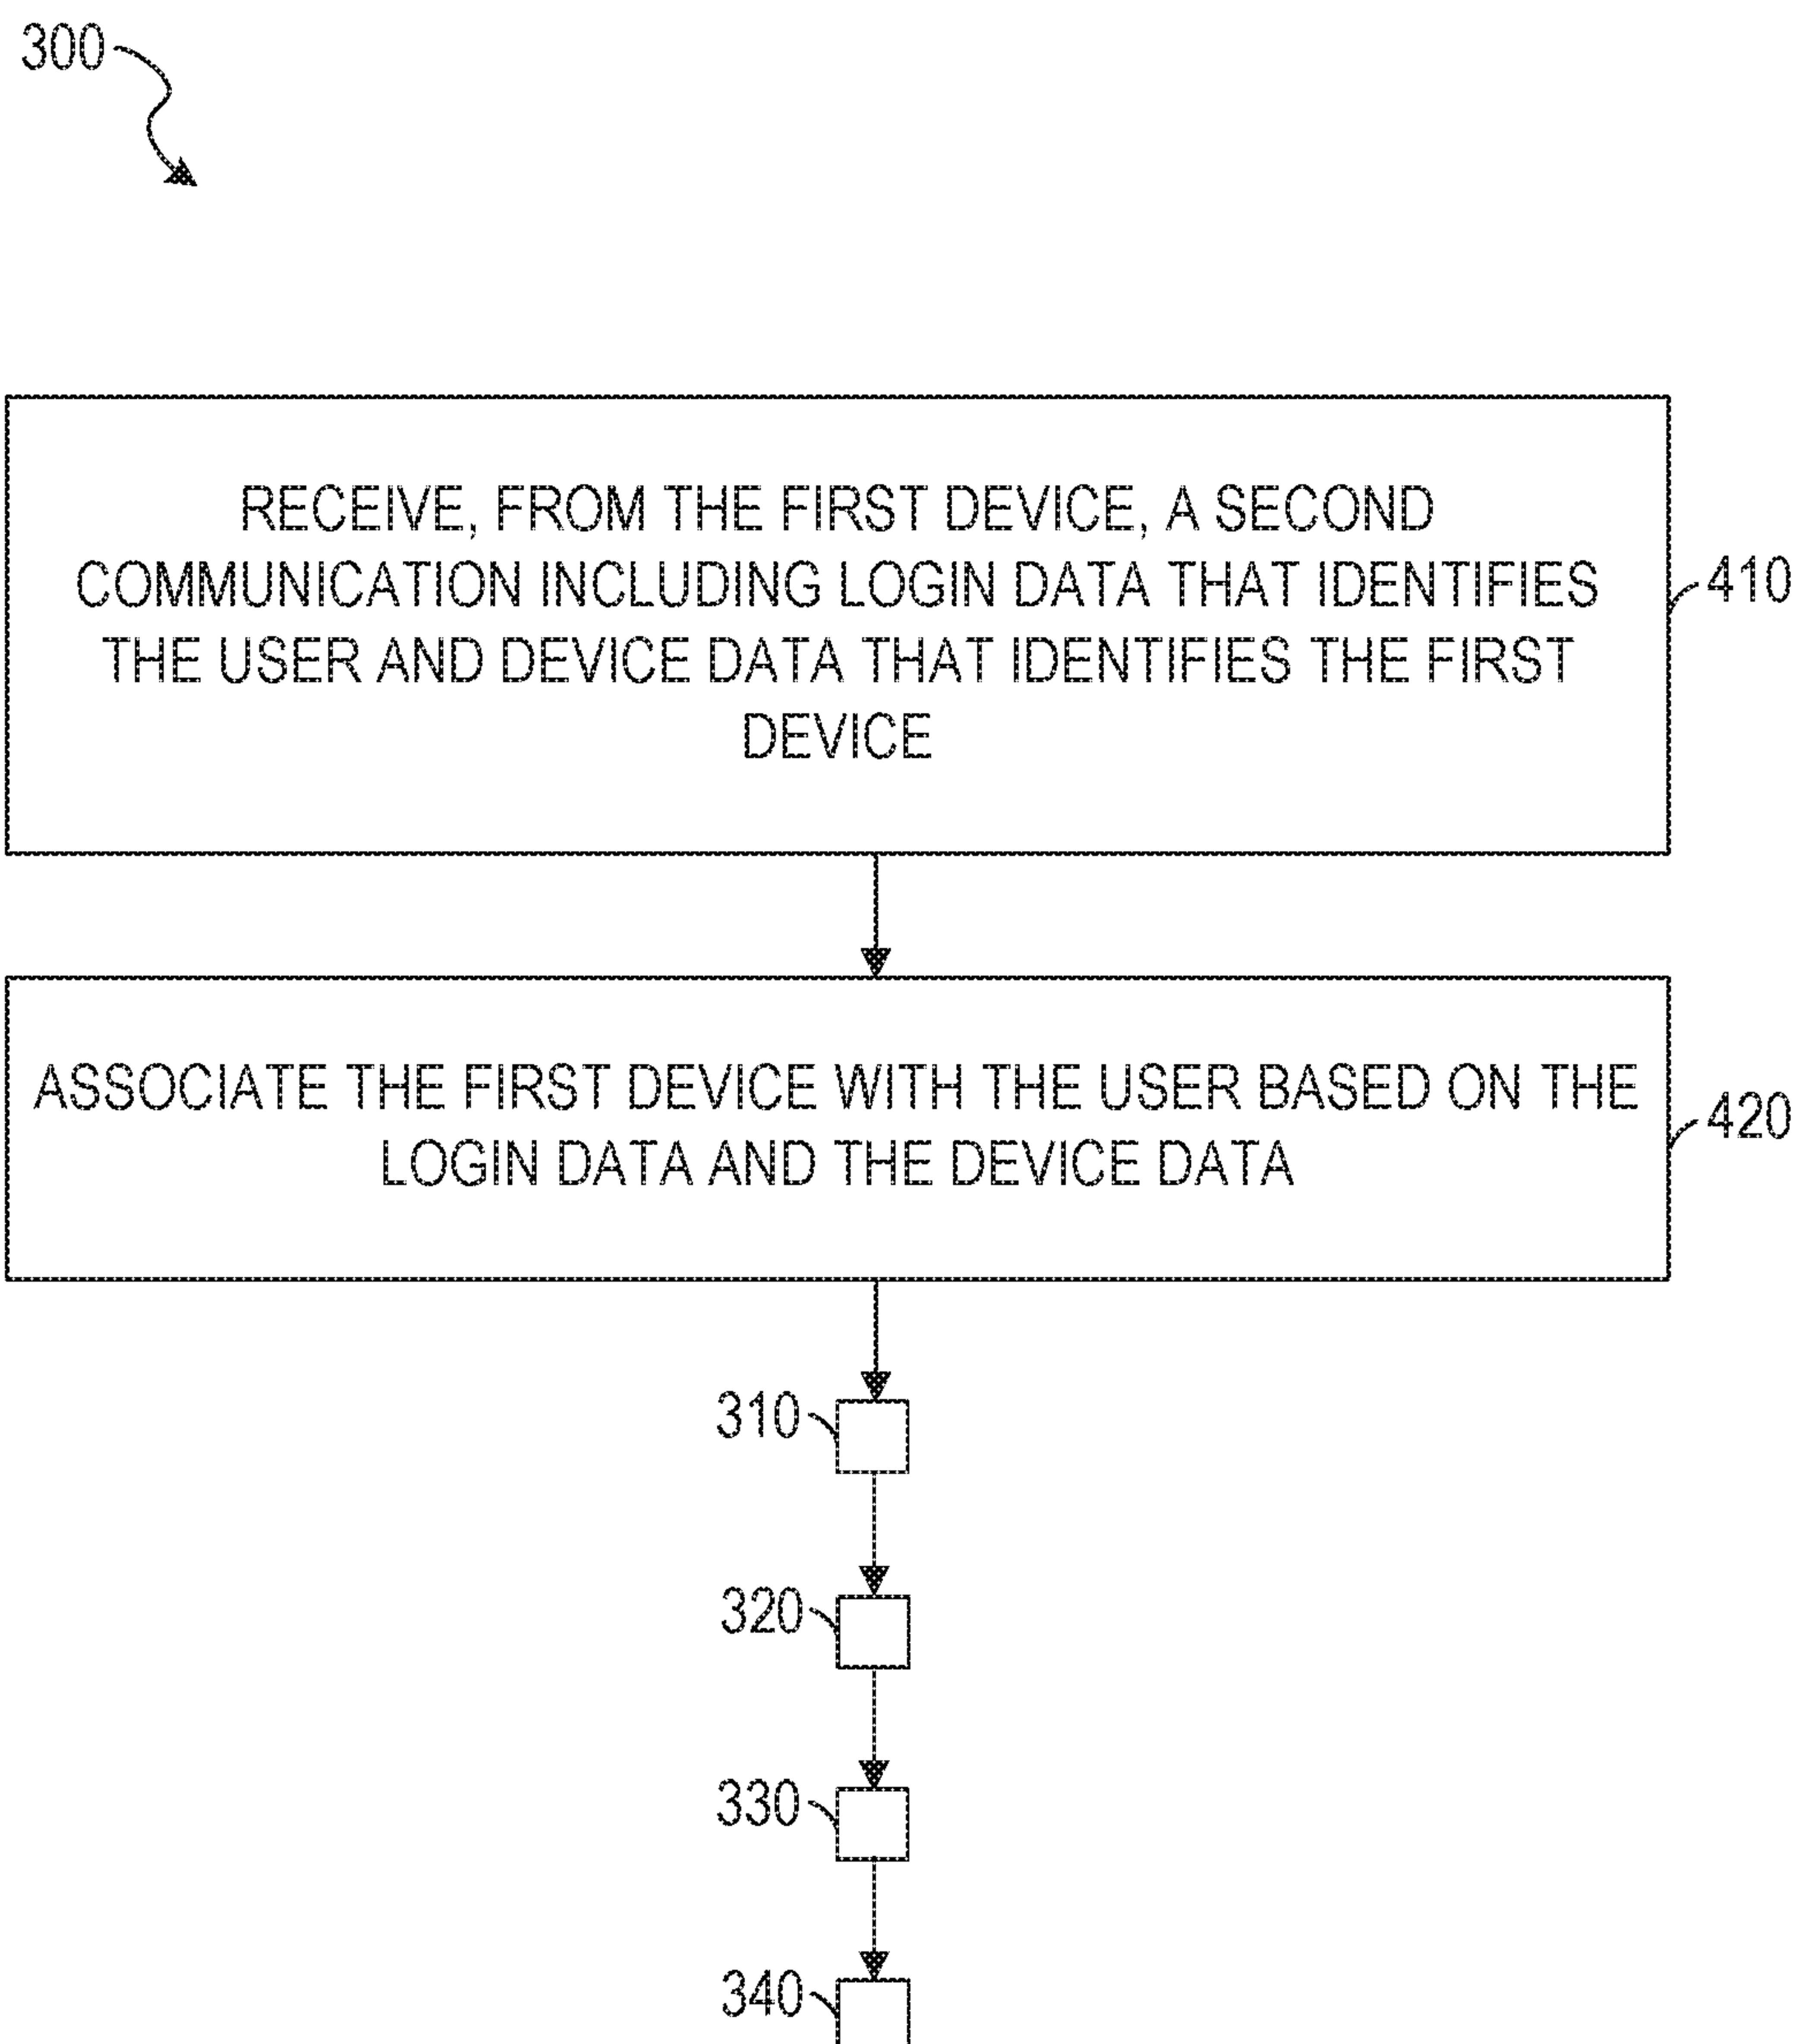 300
RECEIVE, FROM THE FIRST DEVICE, A SECOND
COMMUNICATION INCLUDING LOGIN DATA THAT IDENTIFIES
THE USER AND DEVICE DATA THAT IDENTIFIES THE FIRST
DEVICE
410
ASSOCIATE THE FIRST DEVICE WITH THE USER BASED ON THE
LOGIN DATA AND THE DEVICE DATA
420
310
320
330
340